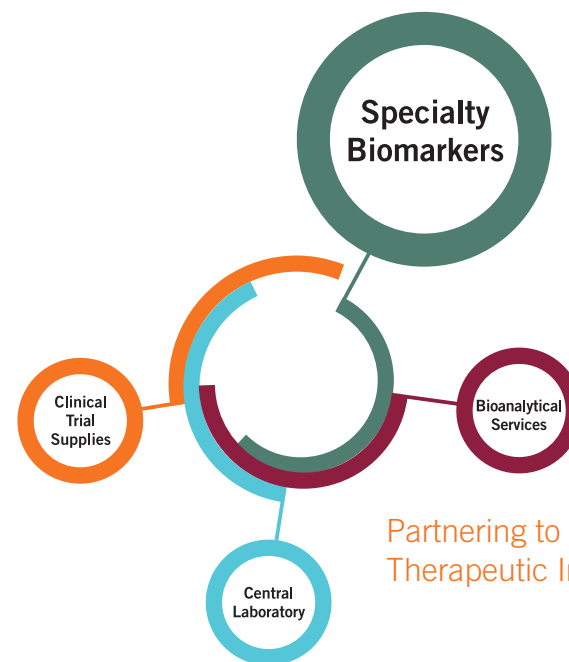 Specialty
Biomarkers
Clinical
Trial
Supplies
Bioanalytical
Services
Partnering to
Therapeutic
Central
Laboratory